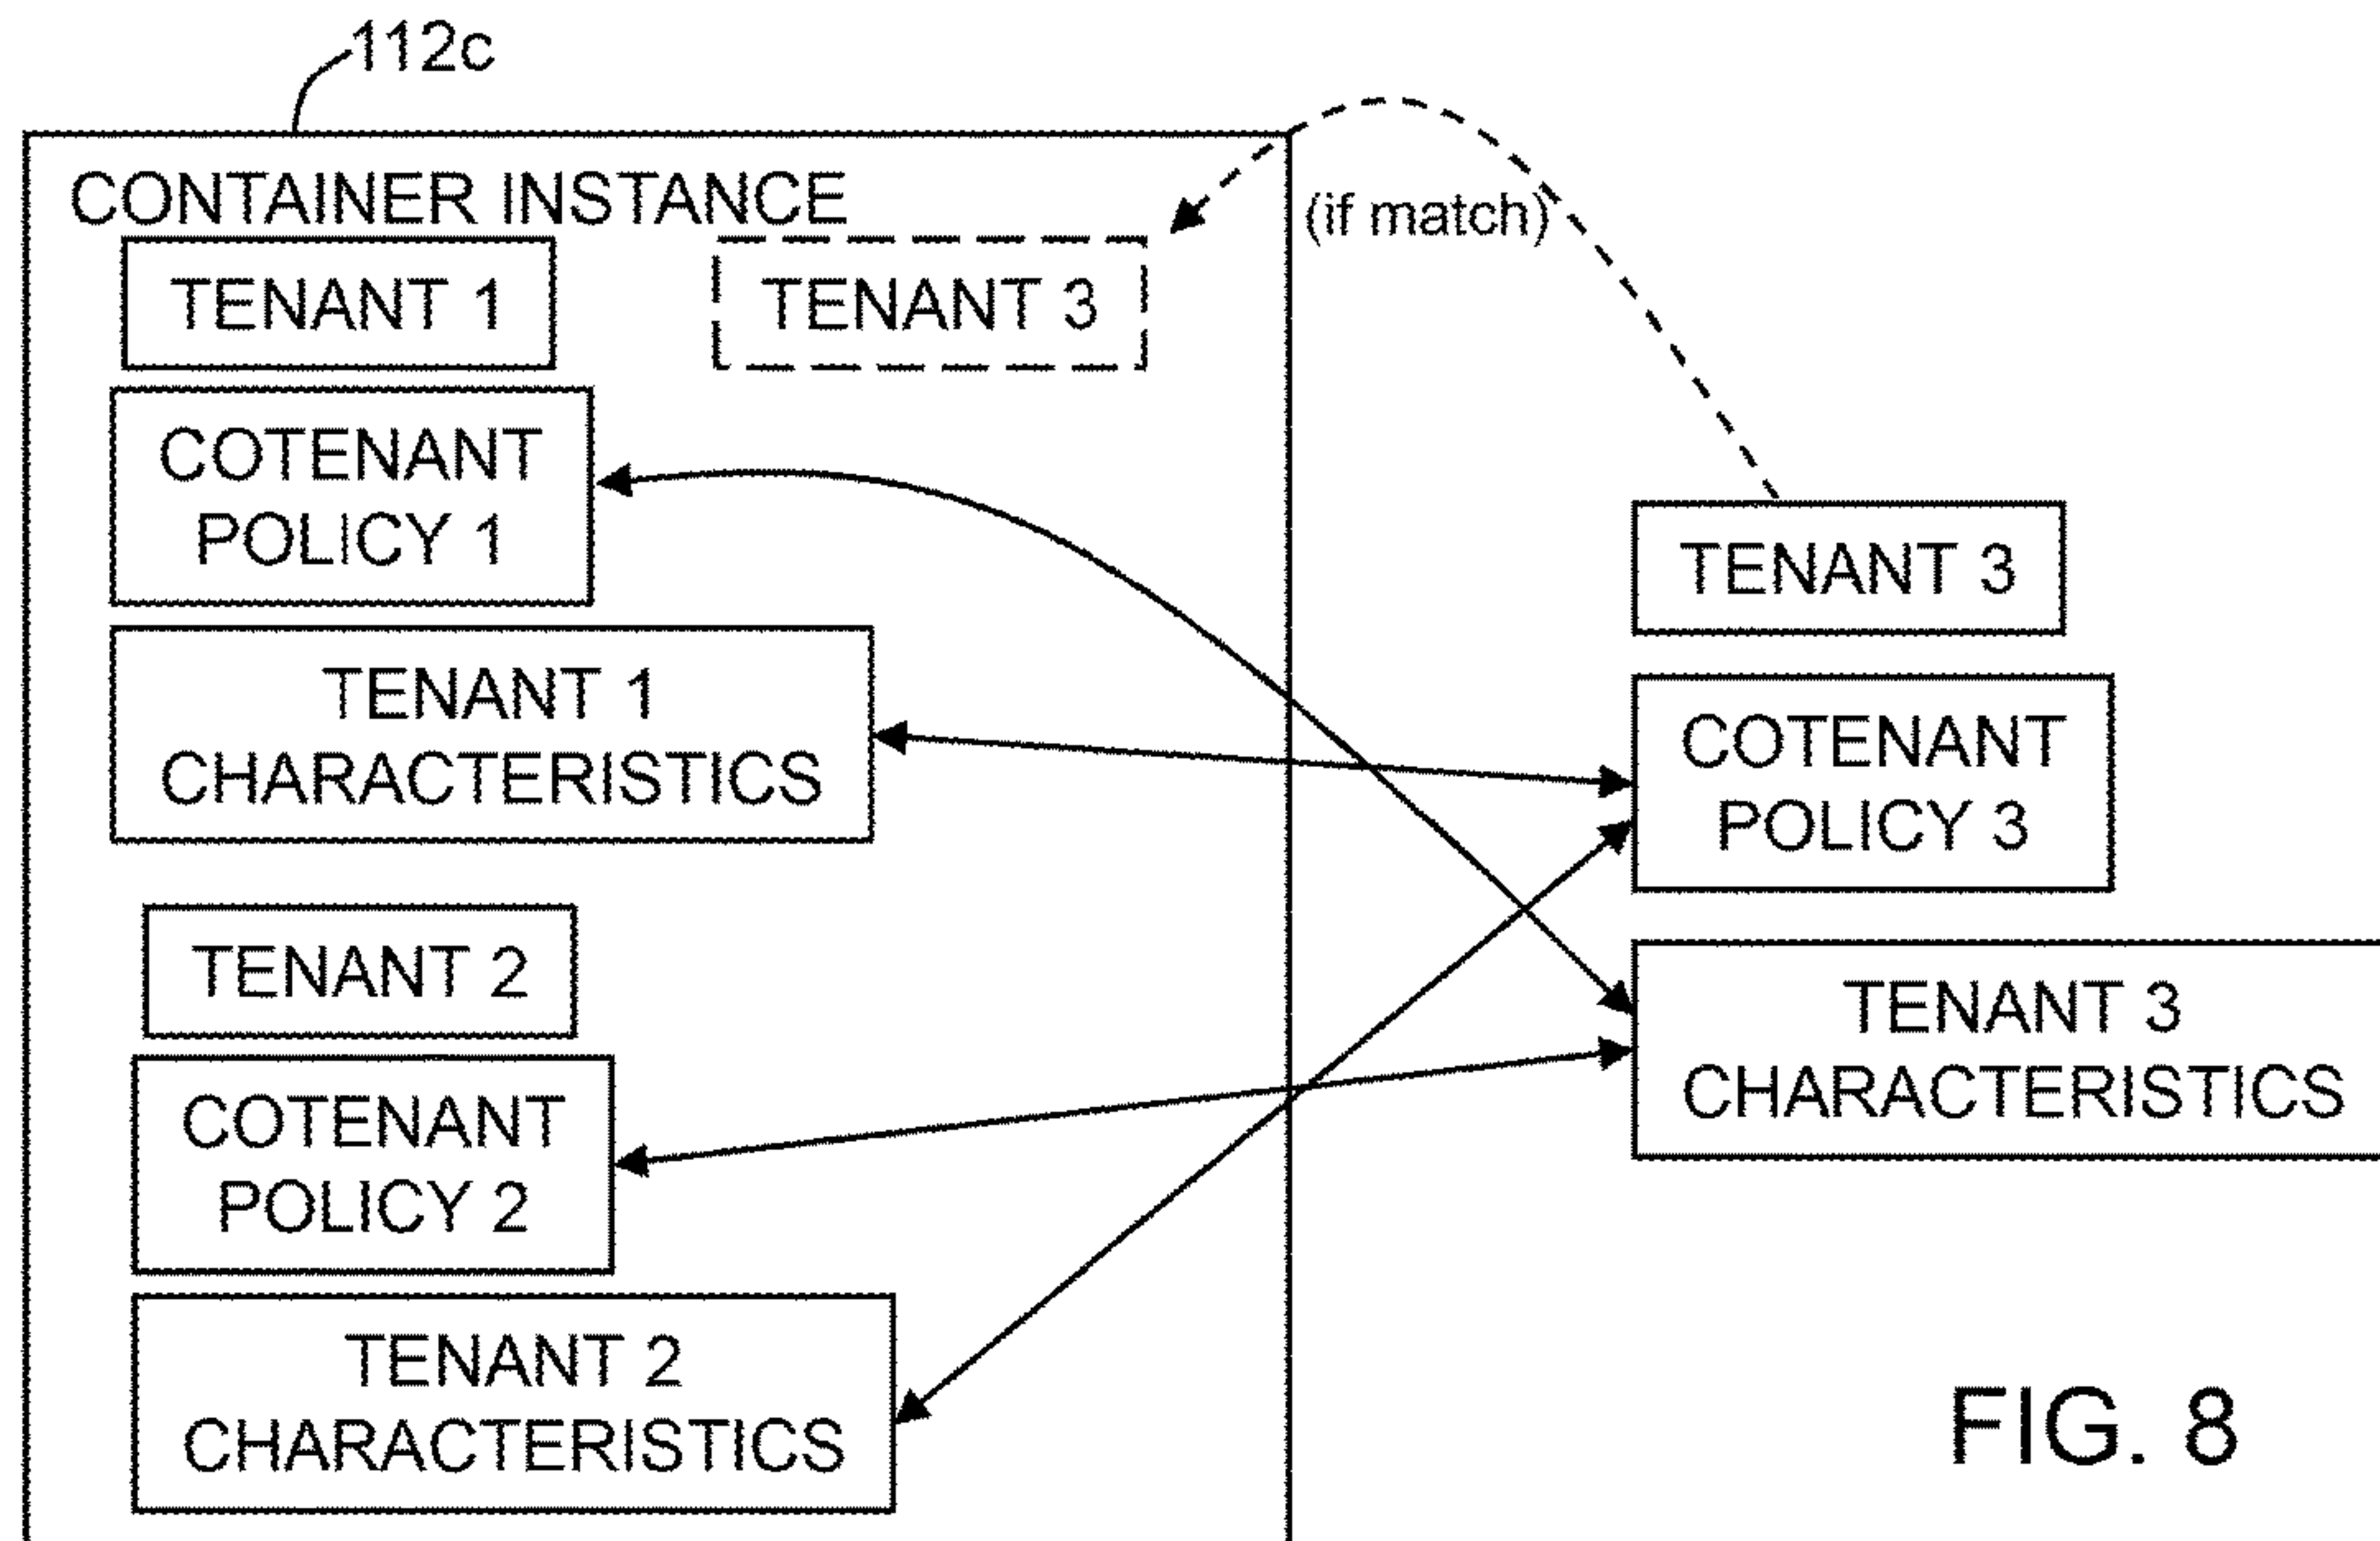 112c
CONTAINER INSTANCE
TENANT 1
TENANT 3
(if match)
COTENANT
POLICY 1
TENANT 1
CHARACTERISTICS
TENANT 2
COTENANT
POLICY 2
TENANT 2
CHARACTERISTICS
TENANT 3
COTENANT
POLICY 3
TENANT 3
CHARACTERISTICS
FIG. 8